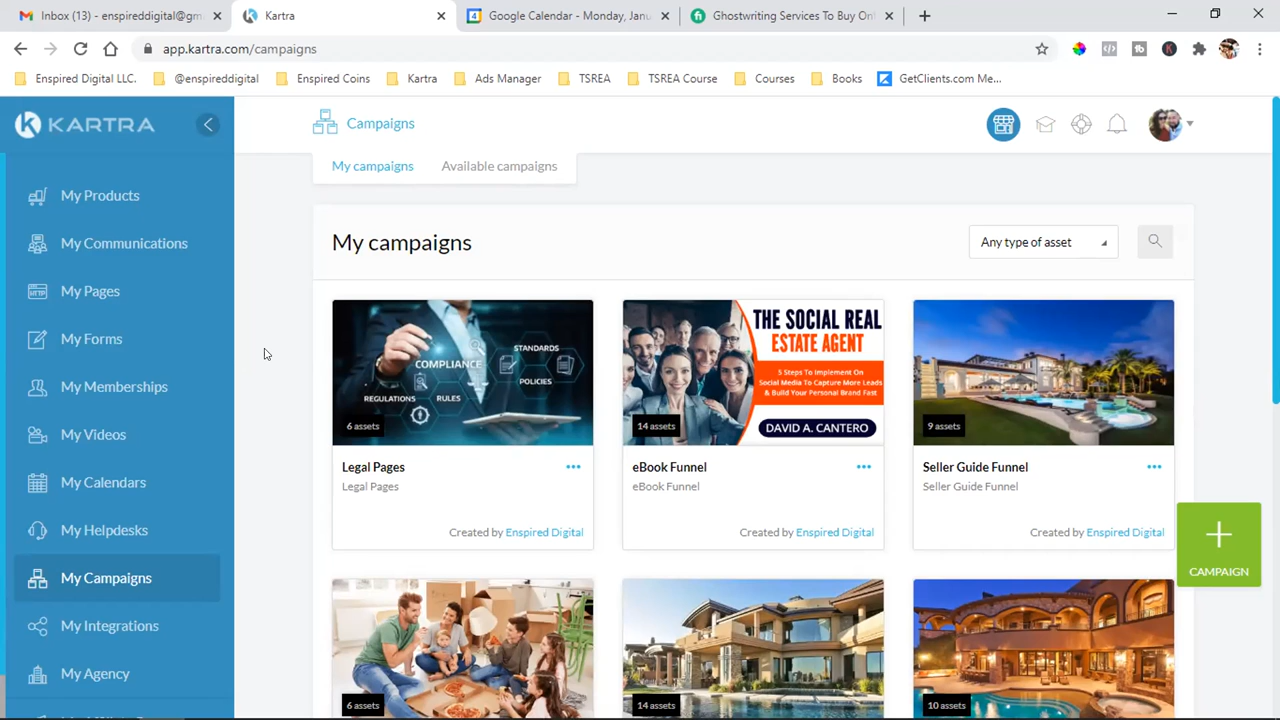 Inbox (13) - enspireddigital@gm
Kartra
Google Calendar - Monday, Janu
Ghostwriting Services To Buy On
app.kartra.com/campaigns
Enspired Digital LLC.
@enspireddigital
Enspired Coins
Kartra
Ads Manager
TSREA
TSREA Course
Courses
Books
GetClients.com Me...
KARTRA
Campaigns
My campaigns
Available campaigns
My Products
My Communications
My Pages
My Forms
My Memberships
My Videos
My Calendars
My Helpdesks
My Campaigns
My Integrations
My Agency
My campaigns
Any type of asset
COMPLIANCE
STANDARDS
POLICIES
REGULATIONS
RULES
6 assets
Legal Pages
Legal Pages
Created by Enspired Digital
THE SOCIAL REAL
ESTATE AGENT
5 Steps To Implement On
Social Media To Capture More Leads
& Build Your Personal Brand Fast
DAVID A. CANTERO
14 assets
eBook Funnel
eBook Funnel
Created by Enspired Digital
9 assets
Seller Guide Funnel
Seller Guide Funnel
Created by Enspired Digital
+
CAMPAIGN
6 assets
14 assets
10 assets